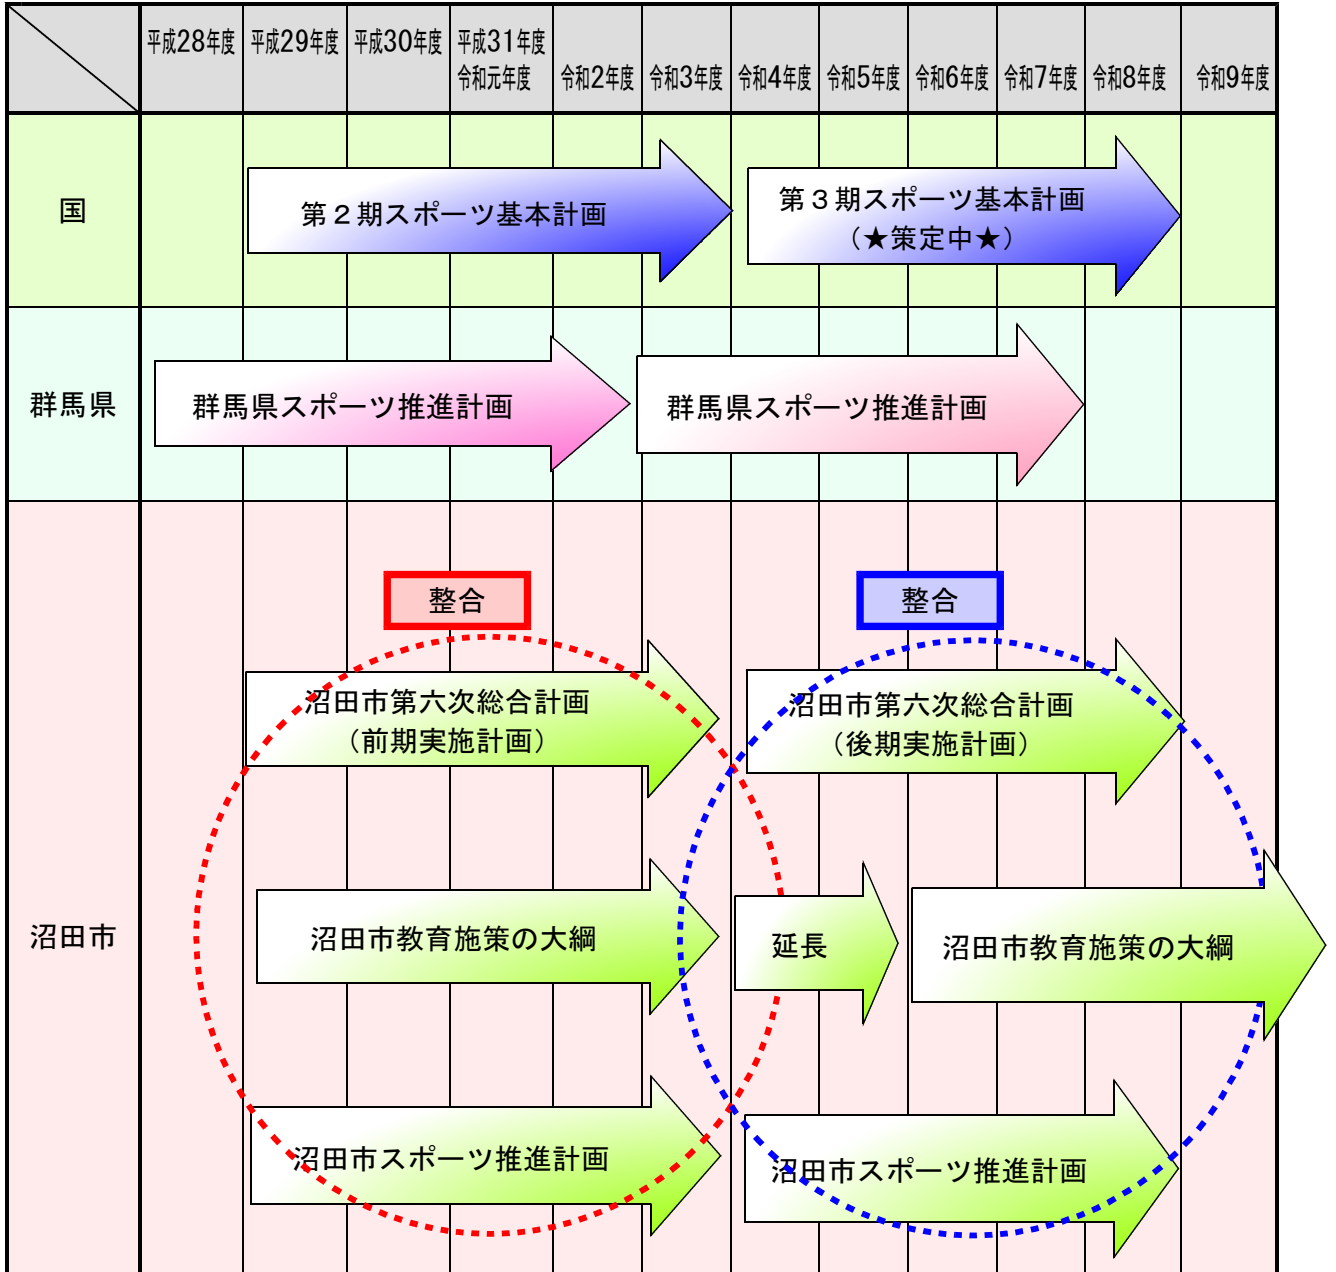 平成28年度 平成29年度 平成30年度 平成31年度
令和元年度 令和2年度 令和3年度 令和4年度 令和5年度 令和6年度 令和7年度 令和8年度 令和9年度
国
第２期スポーツ基本計画
第３期スポーツ基本計画
（★策定中★）
群馬県
群馬県スポーツ推進計画
群馬県スポーツ推進計画
沼田市
整合
整合
沼田市第六次総合計画
（前期実施計画）
沼田市第六次総合計画
（後期実施計画）
沼田市教育施策の大綱
延長
沼田市教育施策の大綱
沼田市スポーツ推進計画
沼田市スポーツ推進計画